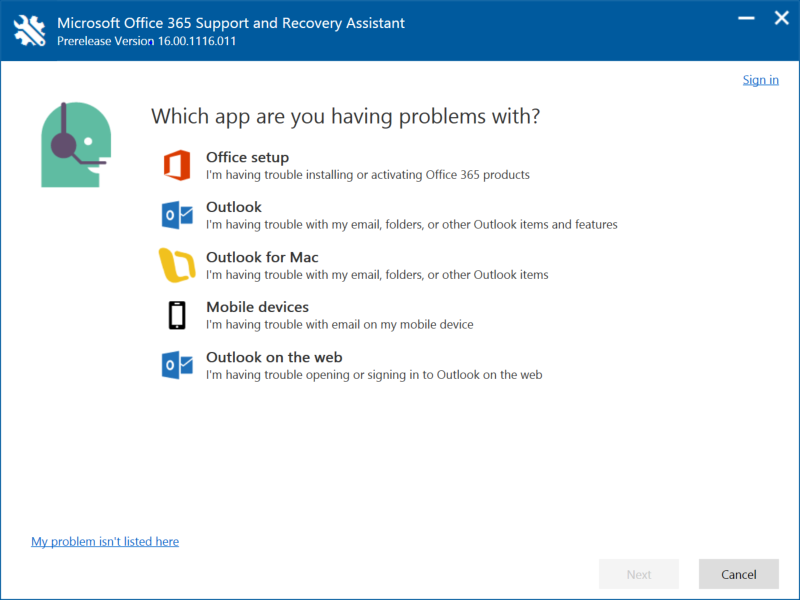 Microsoft Office 365 Support and Recovery Assistant
Prerelease Version 16.00.1116.011
Sign in
Which app are you having problems with?
Office setup
I'm having trouble installing or activating Office 365 products
Outlook
I'm having trouble with my email, folders, or other Outlook items and features
Outlook for Mac
I'm having trouble with my email, folders, or other Outlook items
Mobile devices
I'm having trouble with email on my mobile device
Outlook on the web
I'm having trouble opening or signing in to Outlook on the web
My problem isn't listed here
Next
Cancel